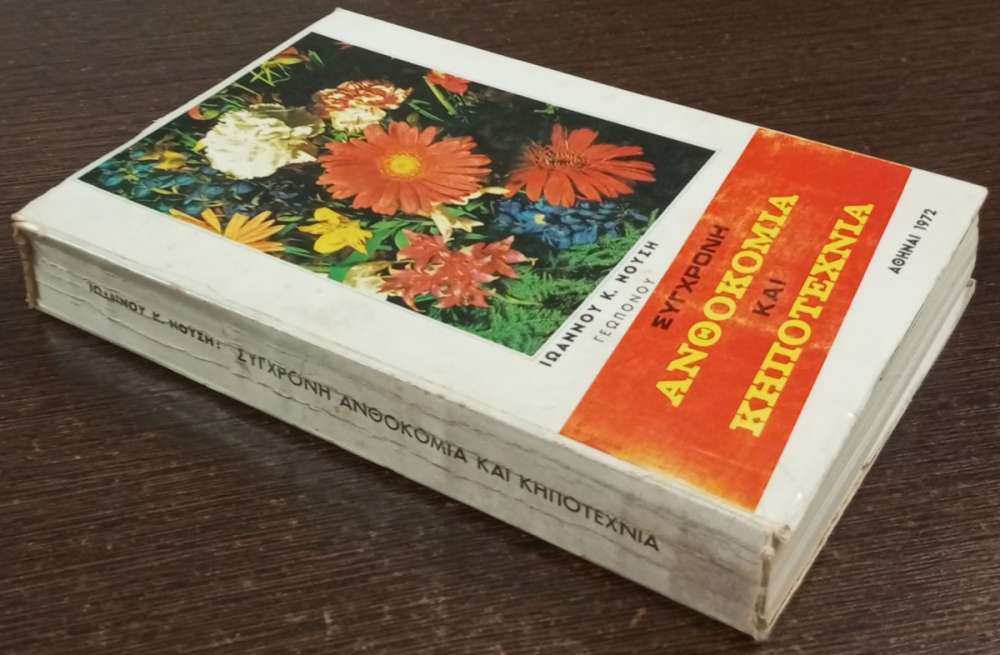 ΙΩΑΝΝΟΥ Κ. ΝΟΥΣΗ
ΓΕΩΠΟΝΟΥ
ΣΥΓΧΡΟΝΗ
ΑΝΘΟΚΟΜΙΑ
ΚΑΙ
ΚΗΠΟΤΕΧΝΙΑ
ΑΘΗΝΑΙ 1972
ΙΩΑΝΝΟΥ Κ. ΝΟΥΣΗ: ΣΥΓΧΡΟΝΗ ΑΝΘΟΚΟΜΙΑ ΚΑΙ ΚΗΠΟΤΕΧΝΙΑ